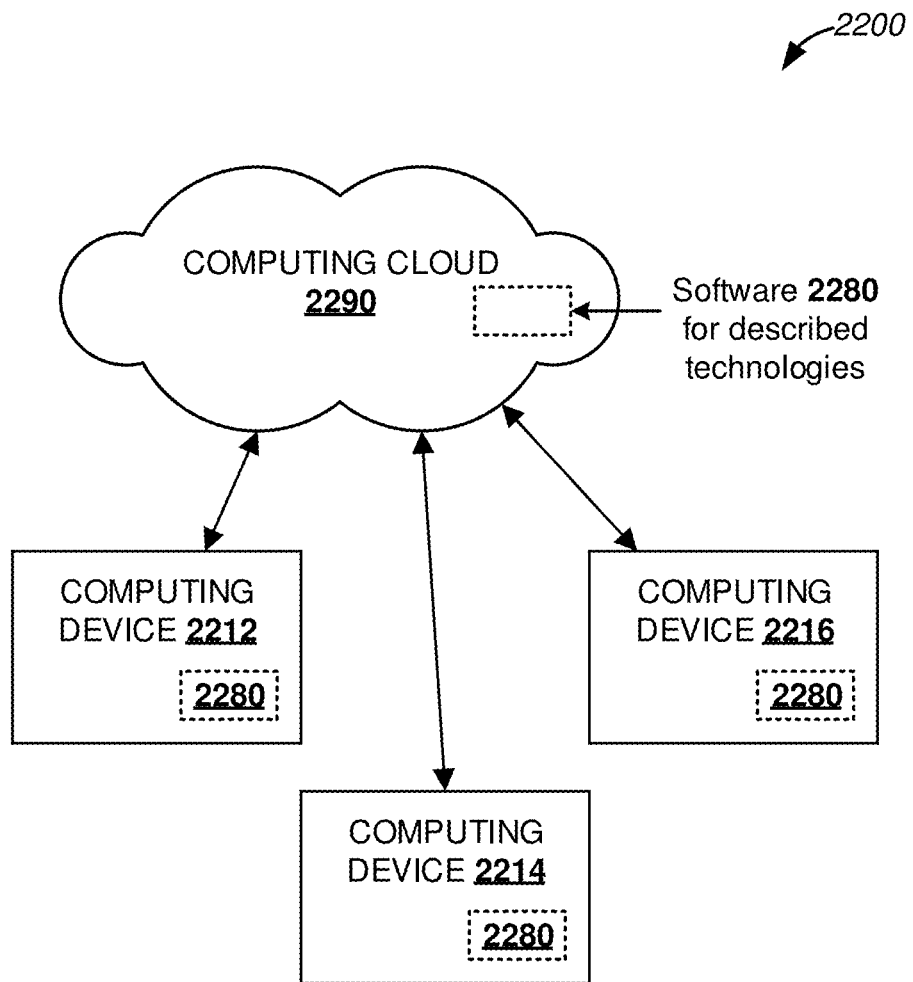 2200
COMPUTING CLOUD
2290
Software 2280
for described
technologies
COMPUTING
DEVICE 2212
2280
COMPUTING
DEVICE 2216
2280
COMPUTING
DEVICE 2214
2280